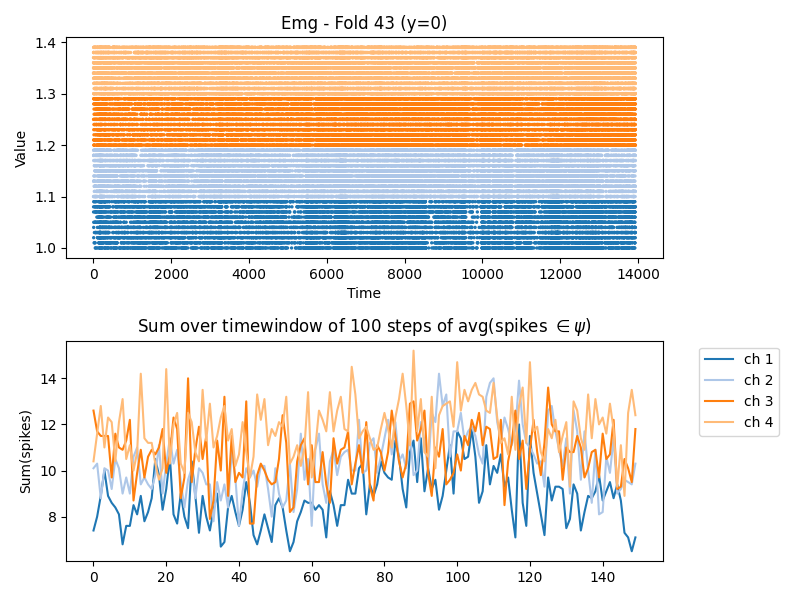 Emg - Fold 43 (y=0)
Value
1.4
1.3
1.2
1.1
1.0
0 2000 4000 6000 8000 10000 12000 14000
Time
Sum over timewindow of 100 steps of avg(spikes ∈ ψ)
Sum(spikes)
14
12
10
8
0 20 40 60 80 100 120 140
ch 1
ch 2
ch 3
ch 4